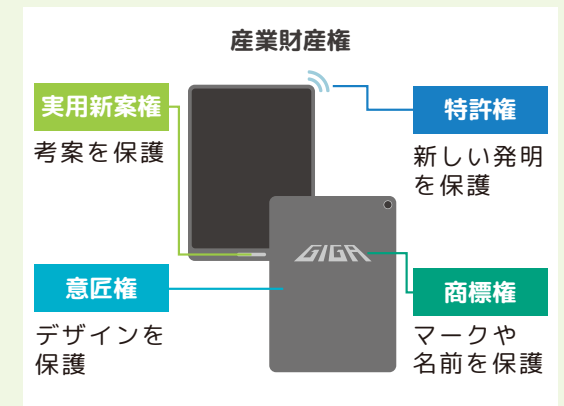 産業財産権
実用新案権
考案を保護
特許権
新しい発明
を保護
GIGA
意匠権
デザインを
保護
商標権
マークや
名前を保護